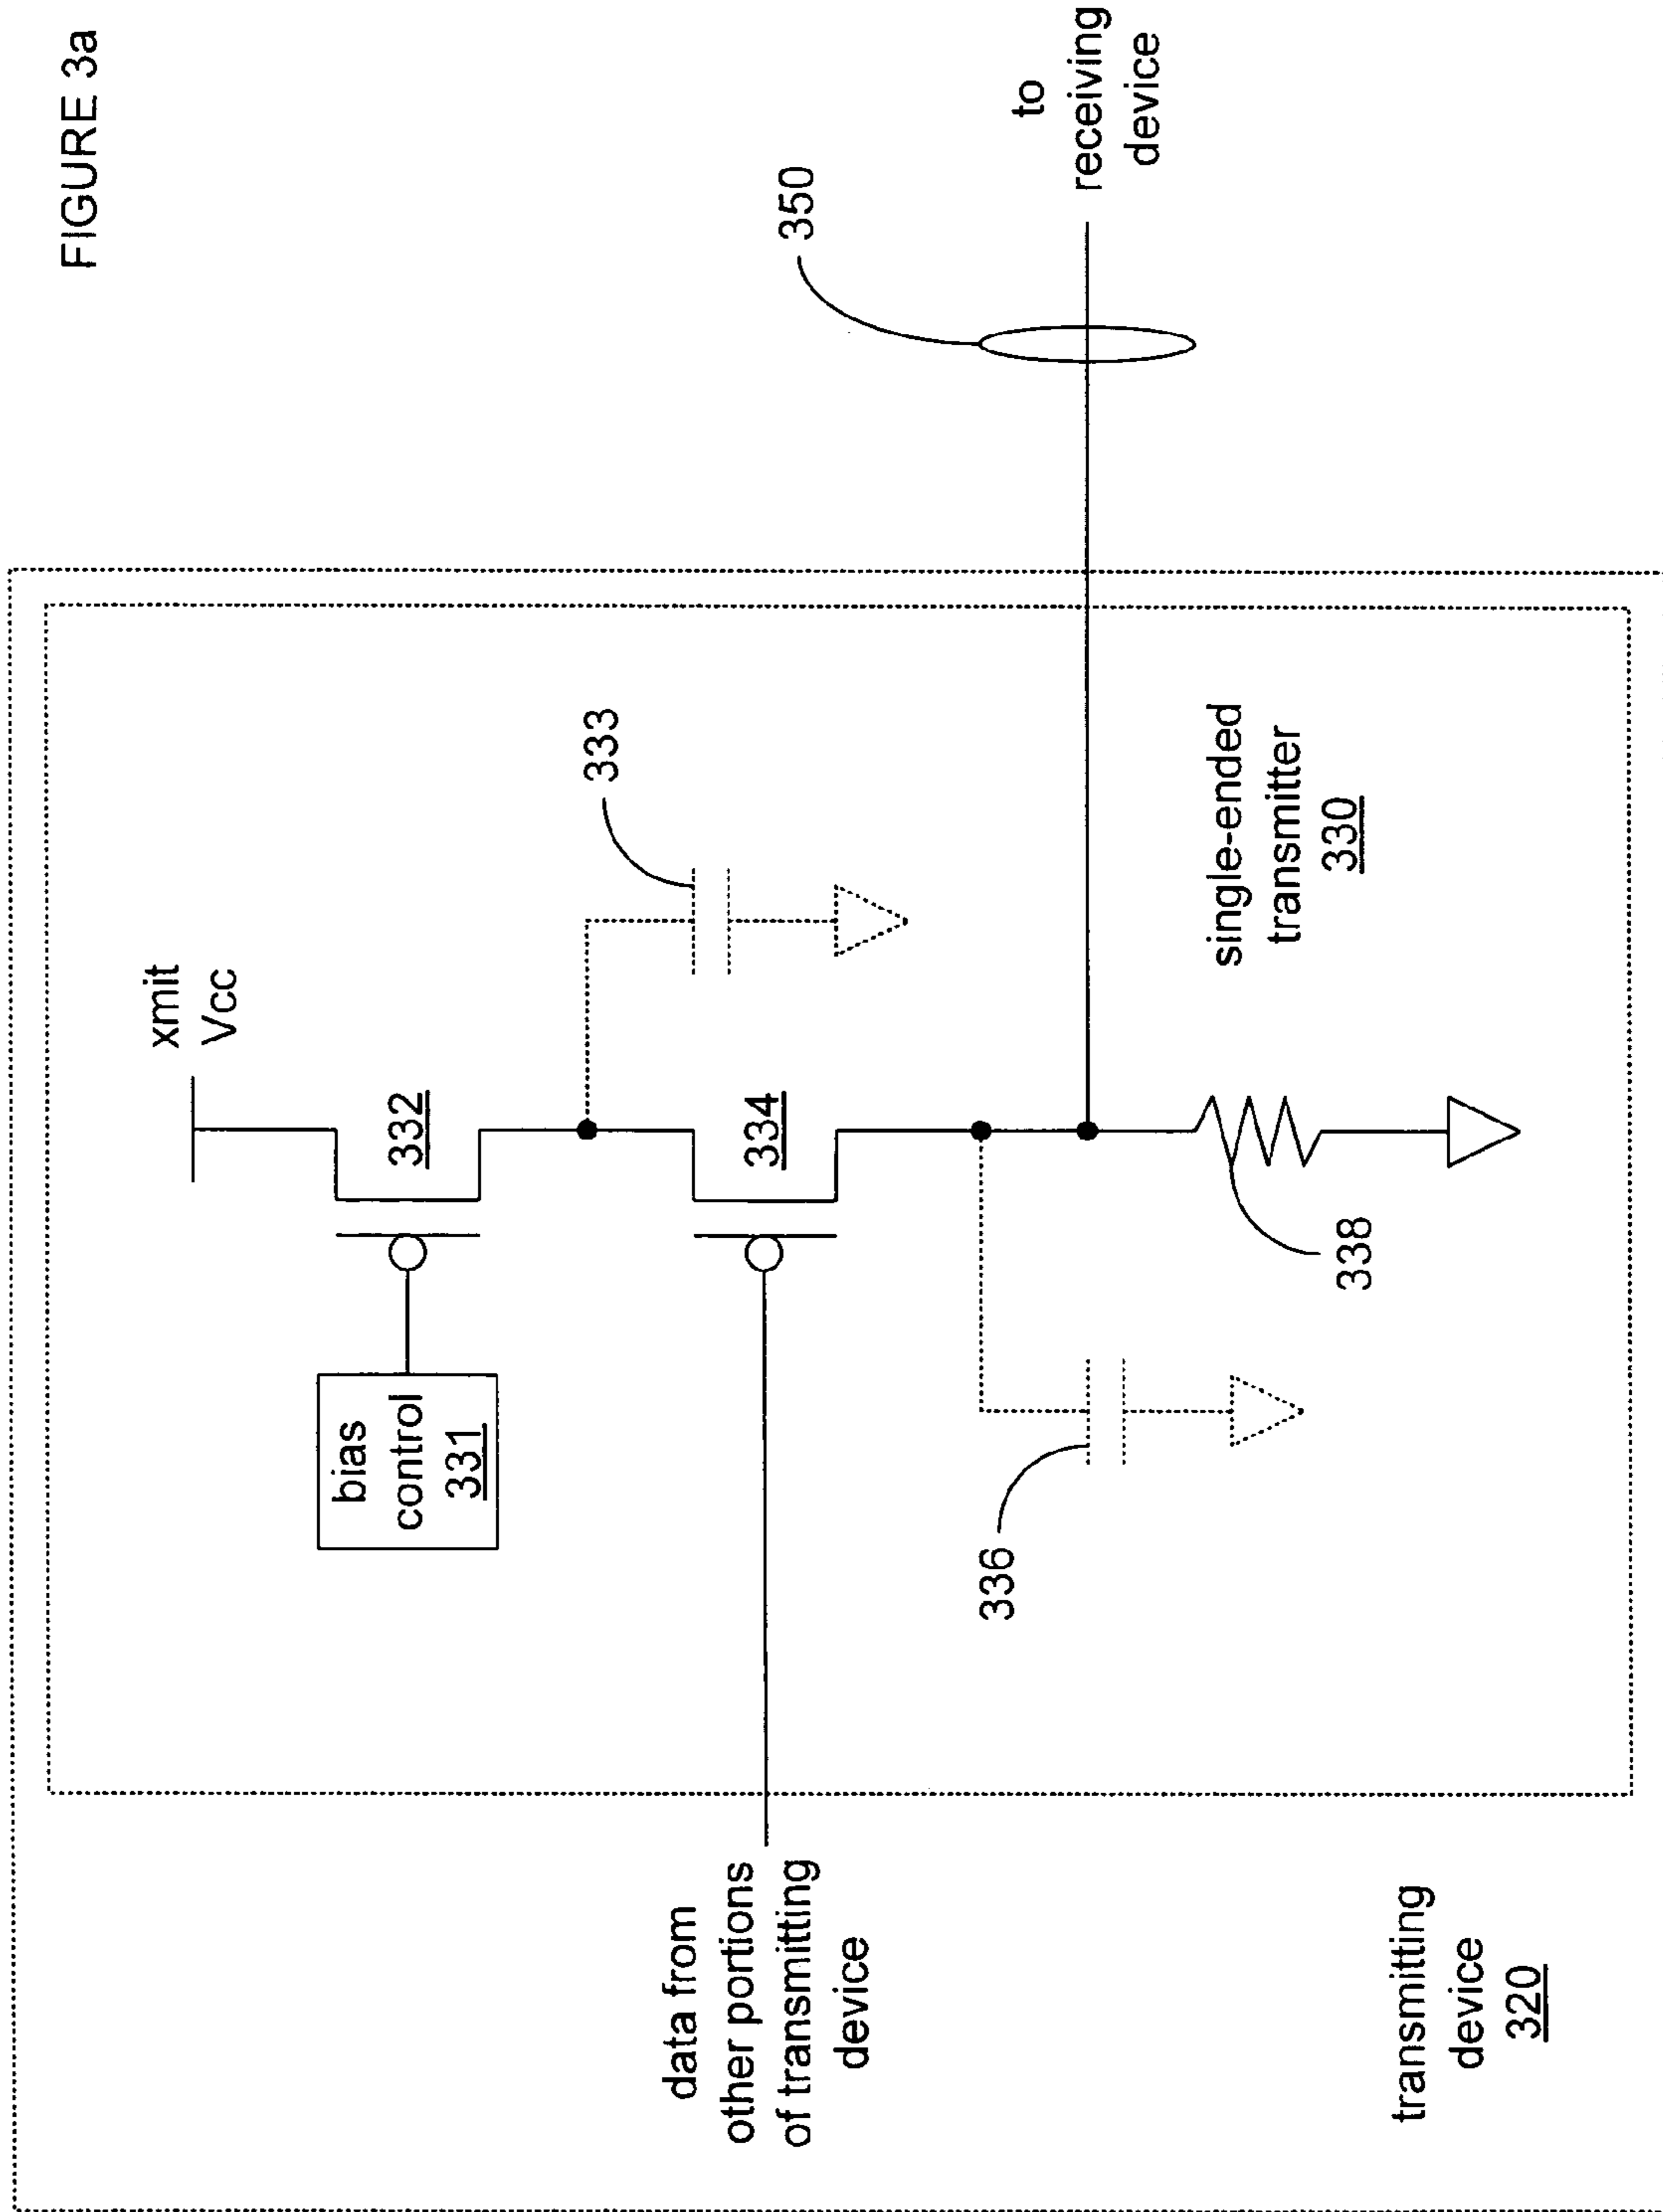 FIGURE 3a
xmit
Vcc
bias
control
331
332
333
334
data from
other portions
of transmitting
device
336
338
350
to
receiving
device
single-ended
transmitter
330
transmitting
device
320